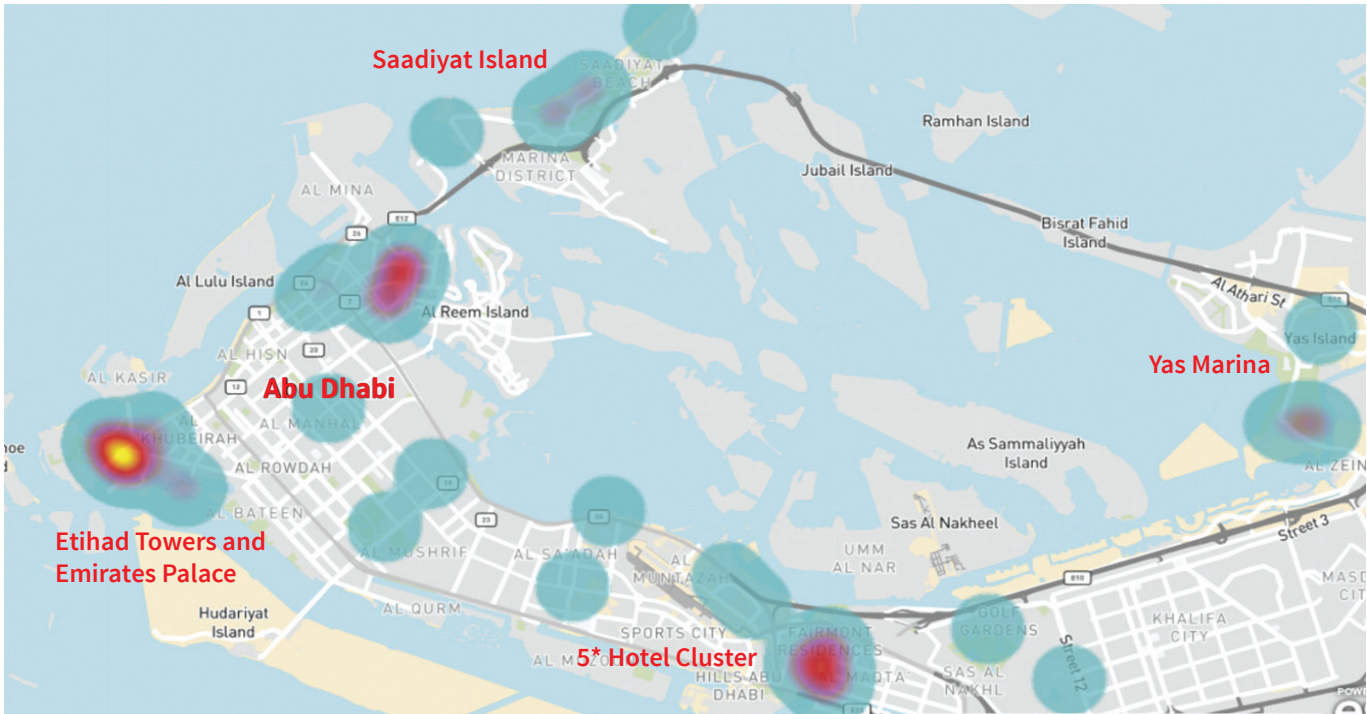 Saadiyat Island
SAADIYAT
BEACH
Ramhan Island
MARINA
DISTRICT
Jubail Island
AL MINA
E12
26
Bisrat Fahid
Island
Al Lulu Island
Al Athari St
Al Reem Island
1
Yas Island
AL HISN
20
Yas Marina
AL KASIR
12
Abu Dhabi
AL MANHAL
AL
KHUBEIRAH
As Sammaliyyah
Island
AL ROWDAH
AL ZEIN
AL BATEEN
23
Sas Al Nakheel
Street 3
Etihad Towers and
Emirates Palace
AL MUSHRIF
AL SA'ADAH
AL
MUNTAZAH
UMM
AL NAR
E10
MASD
CIT
Hudariyat
Island
AL QURM
GOLF
GARDENS
KHALIFA
CITY
SPORTS CITY
FAIRMONT
RESIDENCES
Street 12
5* Hotel Cluster
HILLS ABU
DHABI
AL MAQTA'
SAS AL
NAKHL
POWE